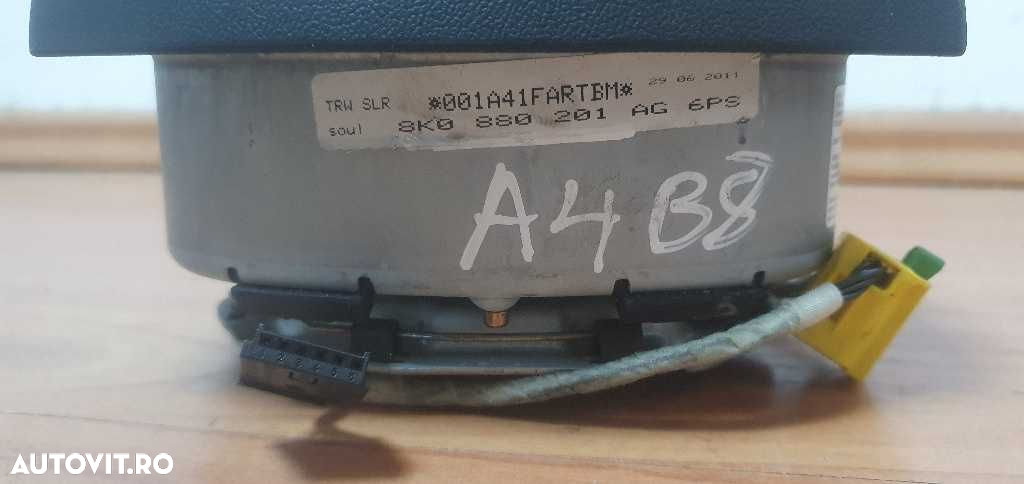 29 06 2011
TRW SLR *001A41FARTBM*
soul 8K0 880 201 AG 6PS
A4 B8
AUTOVIT.RO